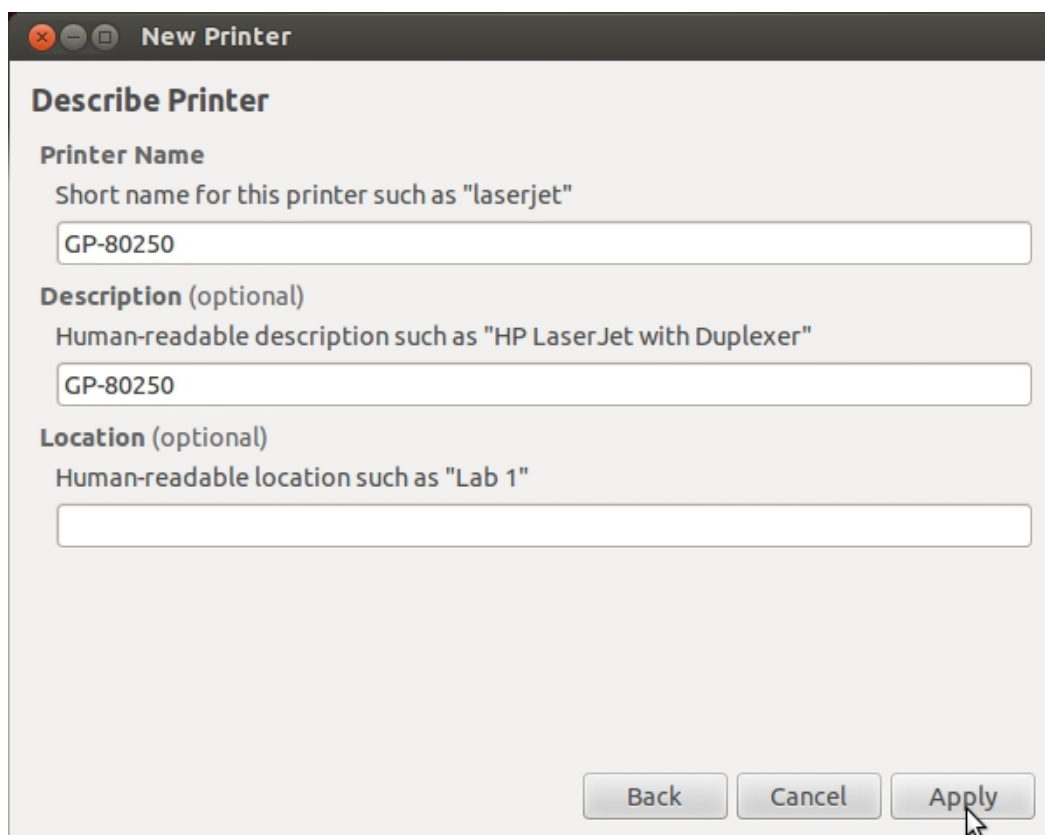 New Printer
Describe Printer
Printer Name
Short name for this printer such as "laserjet"
GP-80250
Description (optional)
Human-readable description such as "HP LaserJet with Duplexer"
GP-80250
Location (optional)
Human-readable location such as "Lab 1"
Back Cancel Apply